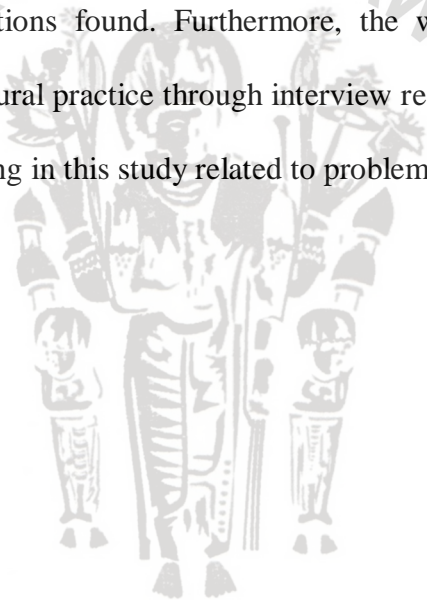 tions found. Furthermore, the w
ural practice through interview re
ng in this study related to problem